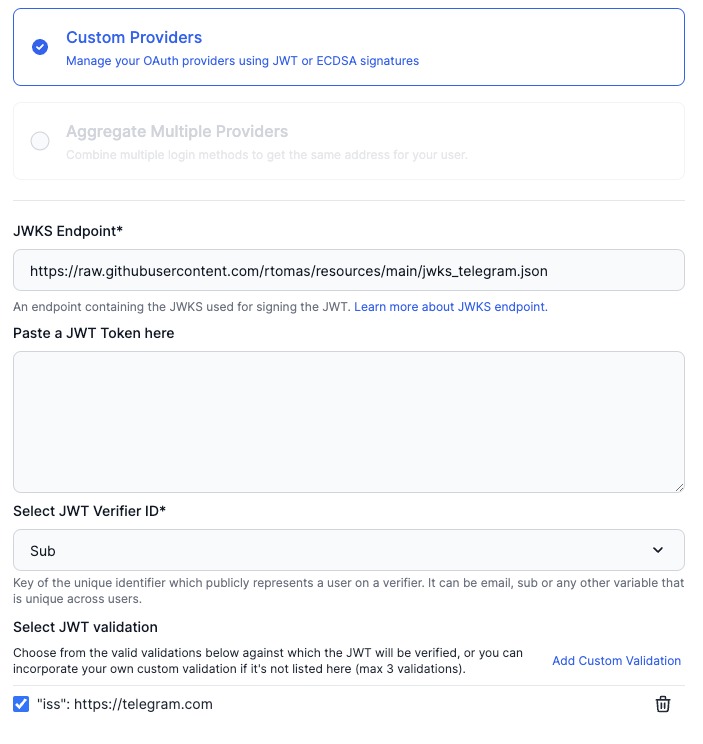 Custom Providers
Manage your OAuth providers using JWT or ECDSA signatures
Aggregate Multiple Providers
Combine multiple login methods to get the same address for your user.
JWKS Endpoint*
https://raw.githubusercontent.com/rtomas/resources/main/jwks_telegram.json
An endpoint containing the JWKS used for signing the JWT. Learn more about JWKS endpoint.
Paste a JWT Token here
Select JWT Verifier ID*
Sub
Key of the unique identifier which publicly represents a user on a verifier. It can be email, sub or any other variable that
is unique across users.
Select JWT validation
Choose from the valid validations below against which the JWT will be verified, or you can
incorporate your own custom validation if it's not listed here (max 3 validations).
Add Custom Validation
"iss": https://telegram.com